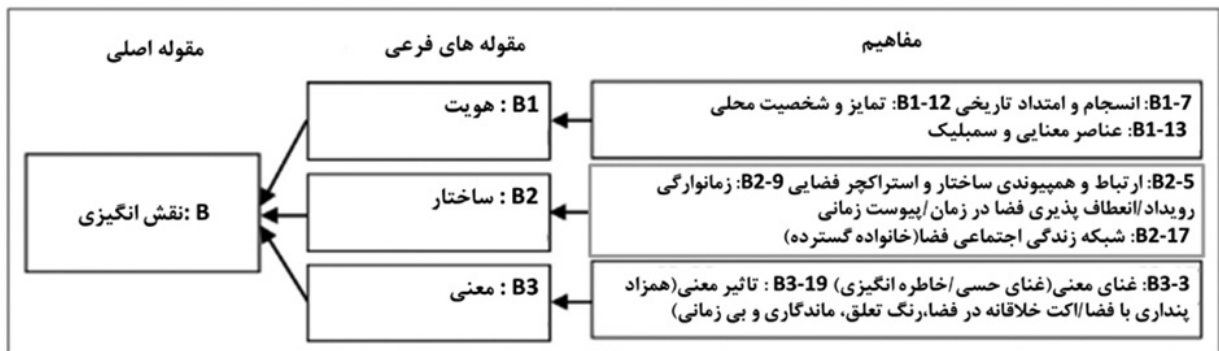 مفاهیم
مقوله های فرعی
مقوله اصلی
B1-7: انسجام و امتداد تاریخی B1-12: تمایز و شخصیت محلی
B1-13: عناصر معنایی و سمبلیک
B1 : هویت
B2-5: ارتباط و همپیوندی ساختار و استراکچر فضایی B2-9: زمانوارگی
رویداد/انعطاف پذیری فضا در زمان/پیوست زمانی
B2-17: شبکه زندگی اجتماعی فضا(خانواده گسترده)
B2 : ساختار
B3-3: غنای معنی(غنای حسی/خاطره انگیزی) B3-19 : تاثیر معنی(همزاد
پنداری با فضا/اکت خلاقانه در فضا،رنگ تعلق، ماندگاری و بی زمانی)
B3 : معنی
B :نقش انگیزی